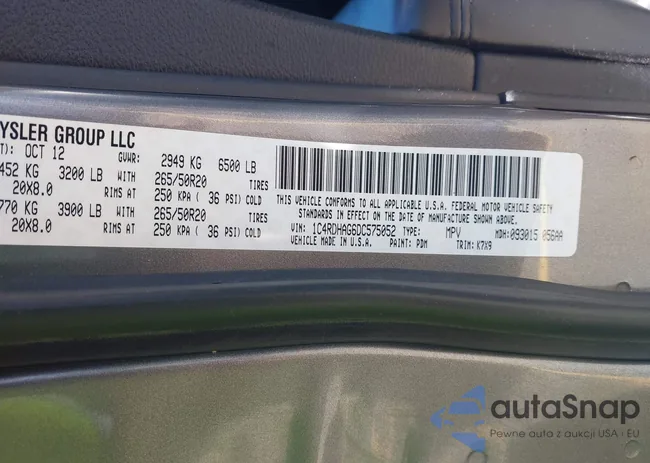 YSLER GROUP LLC
T): OCT 12 GVWR: 2949 KG 6500 LB
452 KG 3200 LB WITH 265/50R20 TIRES
20X8.0 RIMS AT 250 KPA ( 36 PSI) COLD
770 KG 3900 LB WITH 265/50R20 TIRES
20X8.0 RIMS AT 250 KPA ( 36 PSI) COLD
THIS VEHICLE CONFORMS TO ALL APPLICABLE U.S.A. FEDERAL MOTOR VEHICLE SAFETY
STANDARDS IN EFFECT ON THE DATE OF MANUFACTURE SHOWN ABOVE.
VIN: 1C4RDHAG6DC575052 TYPE: MPV MDH: 093015 056AA
VEHICLE MADE IN U.S.A. PAINT: PDM TRIM: K7X9
autaSnap
Pewne auta z aukcji USA i EU